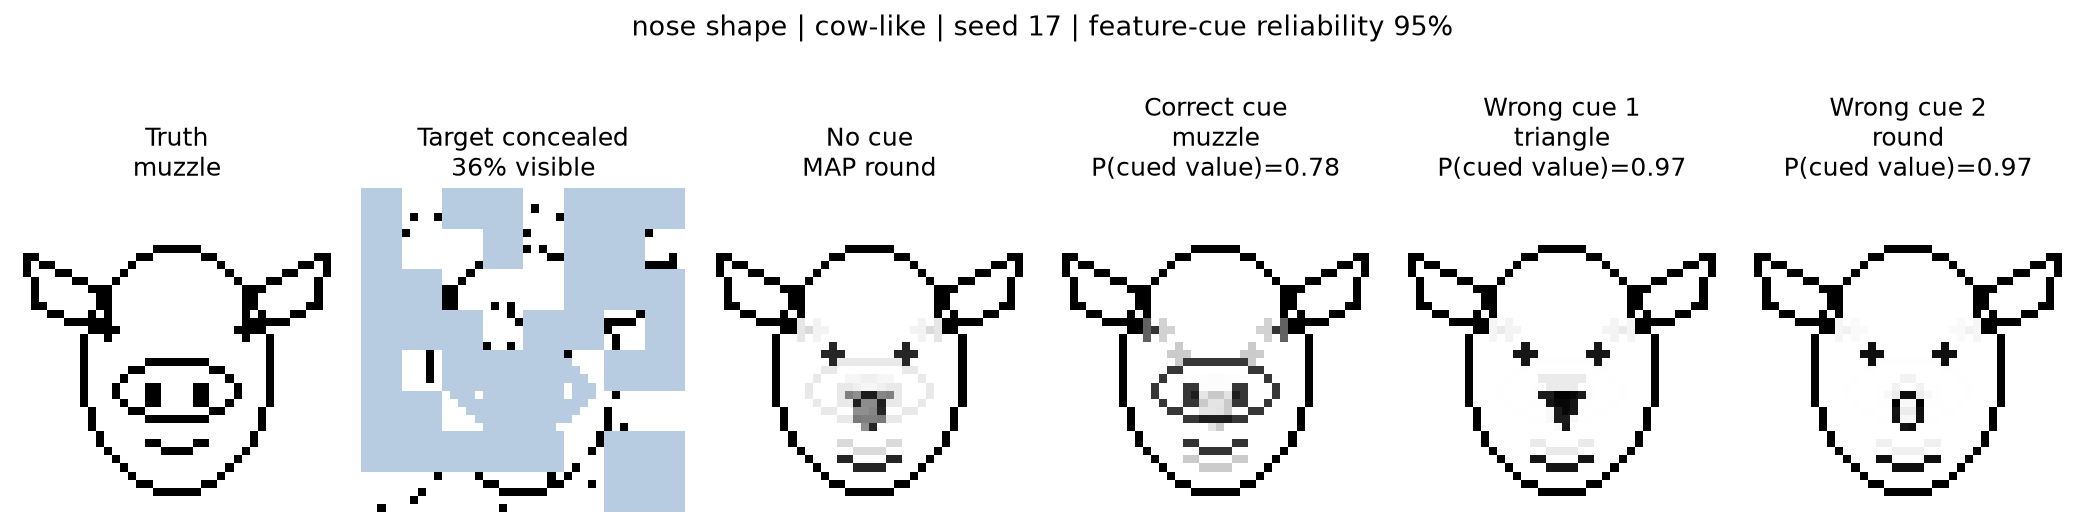 nose shape | cow-like | seed 17 | feature-cue reliability 95%
Truth
muzzle
Target concealed
36% visible
No cue
MAP round
Correct cue
muzzle
P(cued value)=0.78
Wrong cue 1
triangle
P(cued value)=0.97
Wrong cue 2
round
P(cued value)=0.97